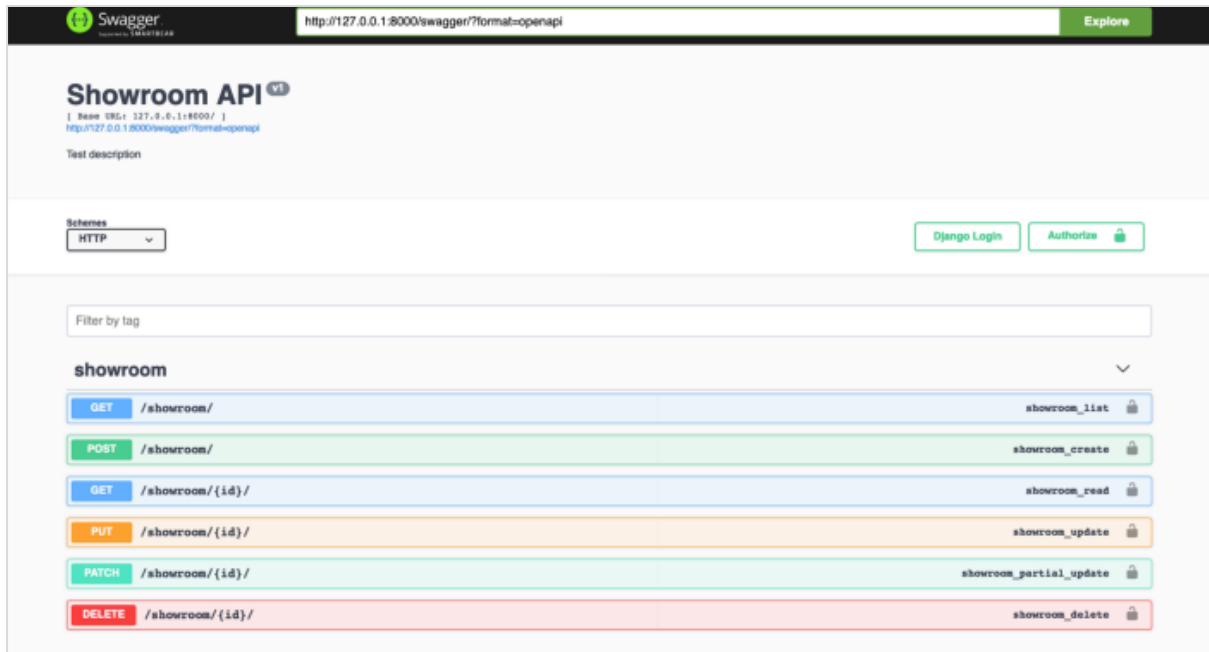 Swagger
Supported by SMARTBEAR
http://127.0.0.1:8000/swagger/?format=openapi
Explore
Showroom API v1
[ Base URL: 127.0.0.1:8000/ ]
http://127.0.0.1:8000/swagger/?format=openapi
Test description
Schemes
HTTP
Django Login
Authorize
Filter by tag
showroom
GET /showroom/ showroom_list
POST /showroom/ showroom_create
GET /showroom/{id}/ showroom_read
PUT /showroom/{id}/ showroom_update
PATCH /showroom/{id}/ showroom_partial_update
DELETE /showroom/{id}/ showroom_delete